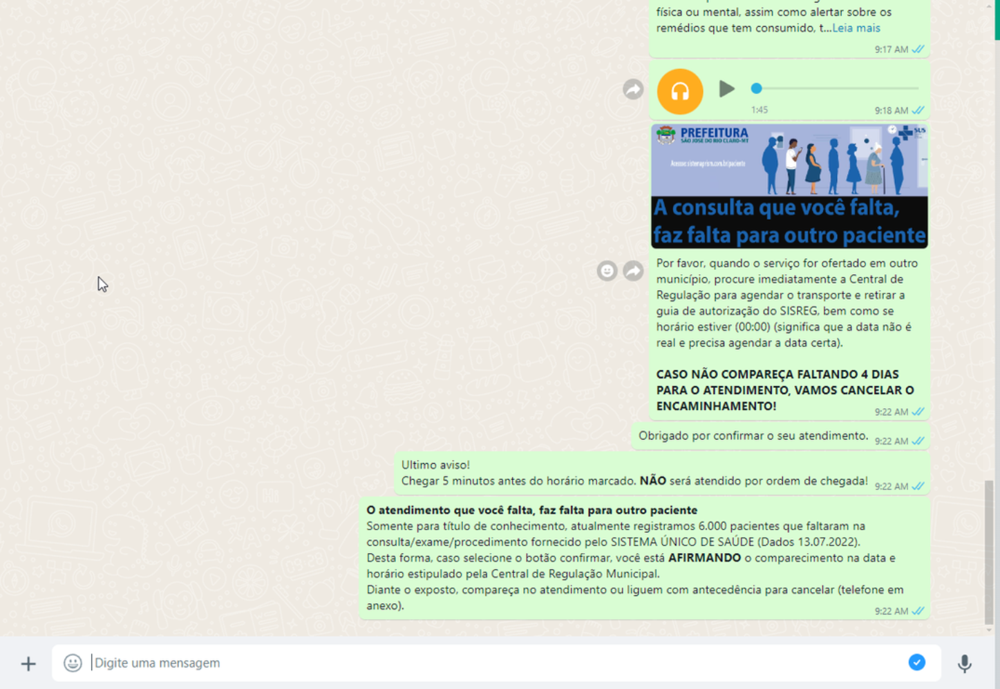 física ou mental, assim como alertar sobre os
remédios que tem consumido, t...Leia mais
9:17 AM
1:45
9:18 AM
PREFEITURA
SÃO JOSÉ DO RIO CLARO-MT
SUS
Acesse: sistemaprism.com.br/paciente
A consulta que você falta,
faz falta para outro paciente
Por favor, quando o serviço for ofertado em outro
município, procure imediatamente a Central de
Regulação para agendar o transporte e retirar a
guia de autorização do SISREG, bem como se
horário estiver (00:00) (significa que a data não é
real e precisa agendar a data certa).
CASO NÃO COMPAREÇA FALTANDO 4 DIAS
PARA O ATENDIMENTO, VAMOS CANCELAR O
ENCAMINHAMENTO!
9:22 AM
Obrigado por confirmar o seu atendimento.
9:22 AM
Ultimo aviso!
Chegar 5 minutos antes do horário marcado. NÃO será atendido por ordem de chegada!
9:22 AM
O atendimento que você falta, faz falta para outro paciente
Somente para título de conhecimento, atualmente registramos 6.000 pacientes que faltaram na
consulta/exame/procedimento fornecido pelo SISTEMA ÚNICO DE SAÚDE (Dados 13.07.2022).
Desta forma, caso selecione o botão confirmar, você está AFIRMANDO o comparecimento na data e
horário estipulado pela Central de Regulação Municipal.
Diante o exposto, compareça no atendimento ou liguem com antecedência para cancelar (telefone em
anexo).
9:22 AM
Digite uma mensagem